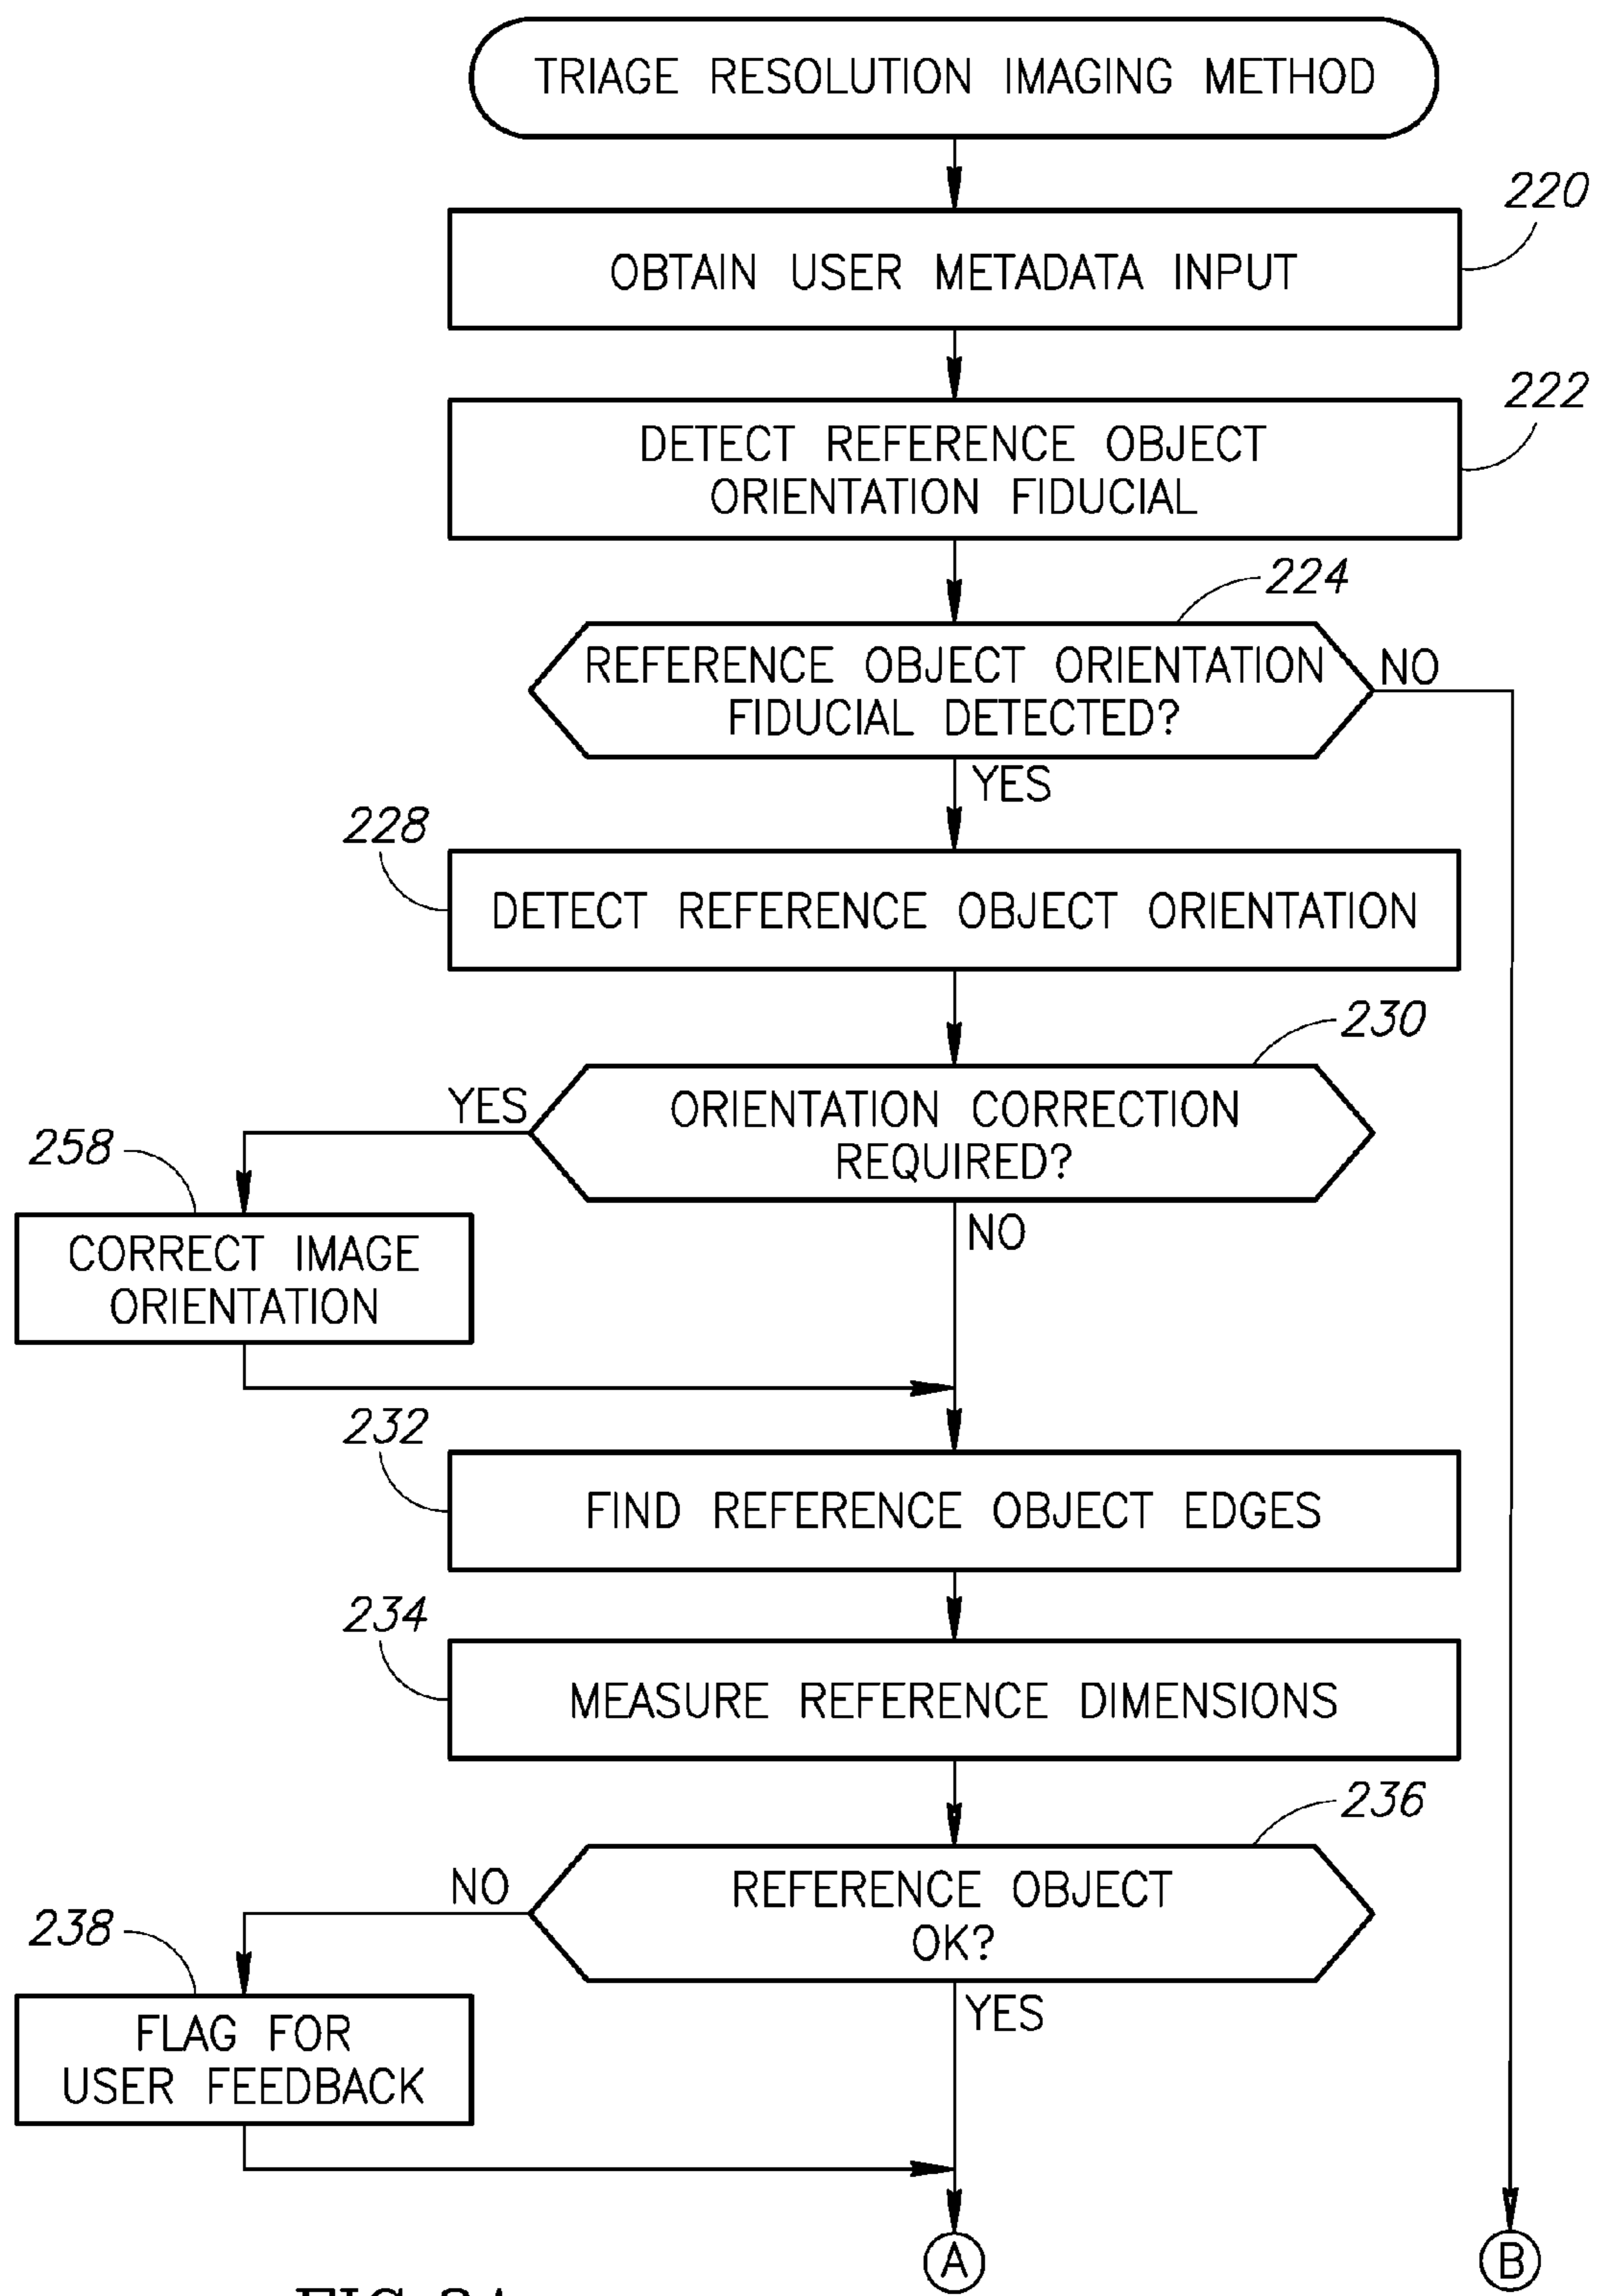 TRIAGE RESOLUTION IMAGING METHOD
220
OBTAIN USER METADATA INPUT
222
DETECT REFERENCE OBJECT
ORIENTATION FIDUCIAL
224
REFERENCE OBJECT ORIENTATION
FIDUCIAL DETECTED?
NO
YES
228
DETECT REFERENCE OBJECT ORIENTATION
230
YES
ORIENTATION CORRECTION
REQUIRED?
258
NO
CORRECT IMAGE
ORIENTATION
232
FIND REFERENCE OBJECT EDGES
234
MEASURE REFERENCE DIMENSIONS
236
NO
REFERENCE OBJECT
OK?
238
YES
FLAG FOR
USER FEEDBACK
A
B